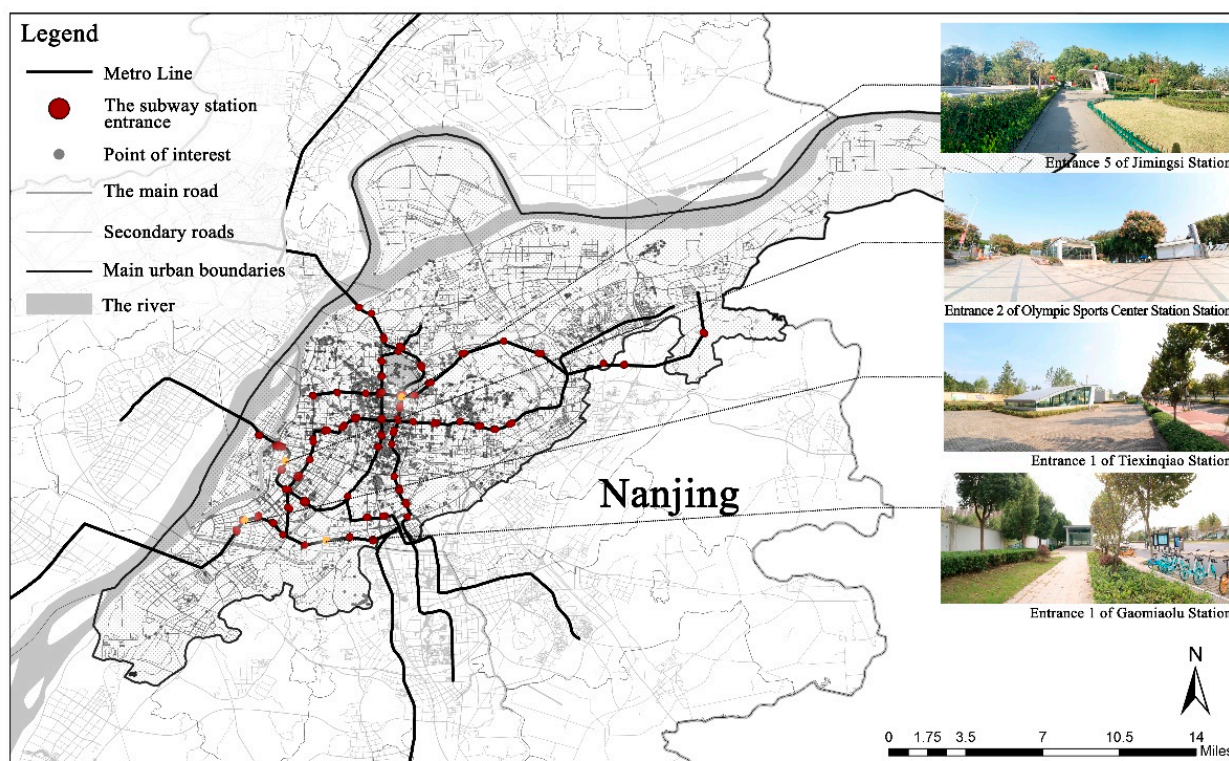 Legend
Metro Line
The subway station
entrance
Point of interest
The main road
Secondary roads
Main urban boundaries
The river
Entrance 5 of Jimingsi Station
Entrance 2 of Olympic Sports Center Station Station
Entrance 1 of Tiexinqiao Station
Entrance 1 of Gaomiaolu Station
Nanjing
N
0 1.75 3.5 7 10.5 14
Miles